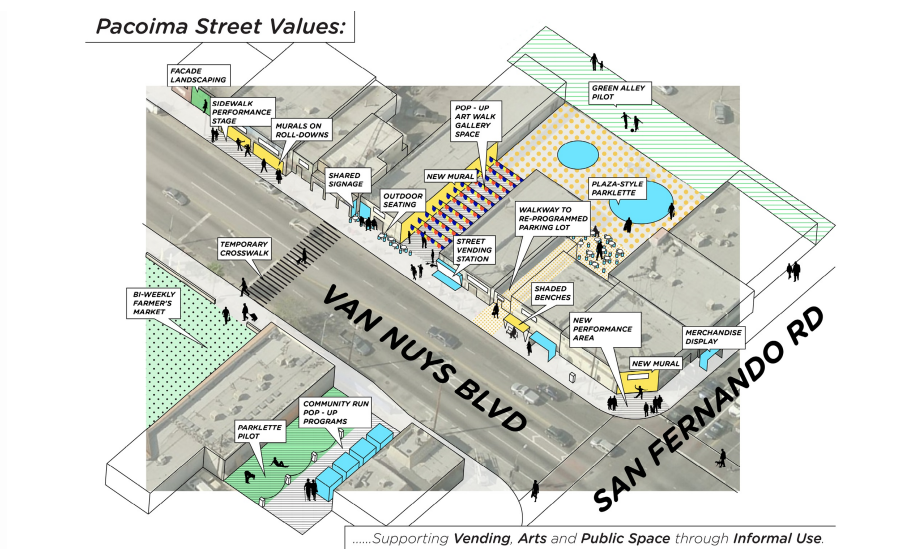 Pacoima Street Values:
FACADE
LANDSCAPING
SIDEWALK
PERFORMANCE
STAGE
MURALS ON
ROLL-DOWNS
POP - UP
ART WALK
GALLERY
SPACE
GREEN ALLEY
PILOT
SHARED
SIGNAGE
NEW MURAL
OUTDOOR
SEATING
PLAZA-STYLE
PARKLETTE
WALKWAY TO
RE-PROGRAMMED
PARKING LOT
TEMPORARY
CROSSWALK
STREET
VENDING
STATION
BI-WEEKLY
FARMER'S
MARKET
SHADED
BENCHES
NEW
PERFORMANCE
AREA
MERCHANDISE
DISPLAY
NEW MURAL
VAN NUYS BLVD
SAN FERNANDO RD
COMMUNITY RUN
POP - UP
PROGRAMS
PARKLETTE
PILOT
......Supporting Vending, Arts and Public Space through Informal Use.